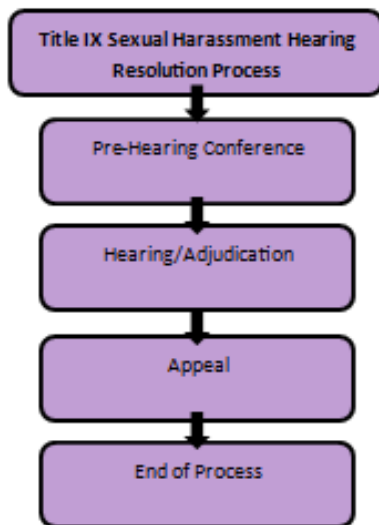 Title IX Sexual Harassment Hearing
Resolution Process
Pre-Hearing Conference
Hearing/Adjudication
Appeal
End of Process